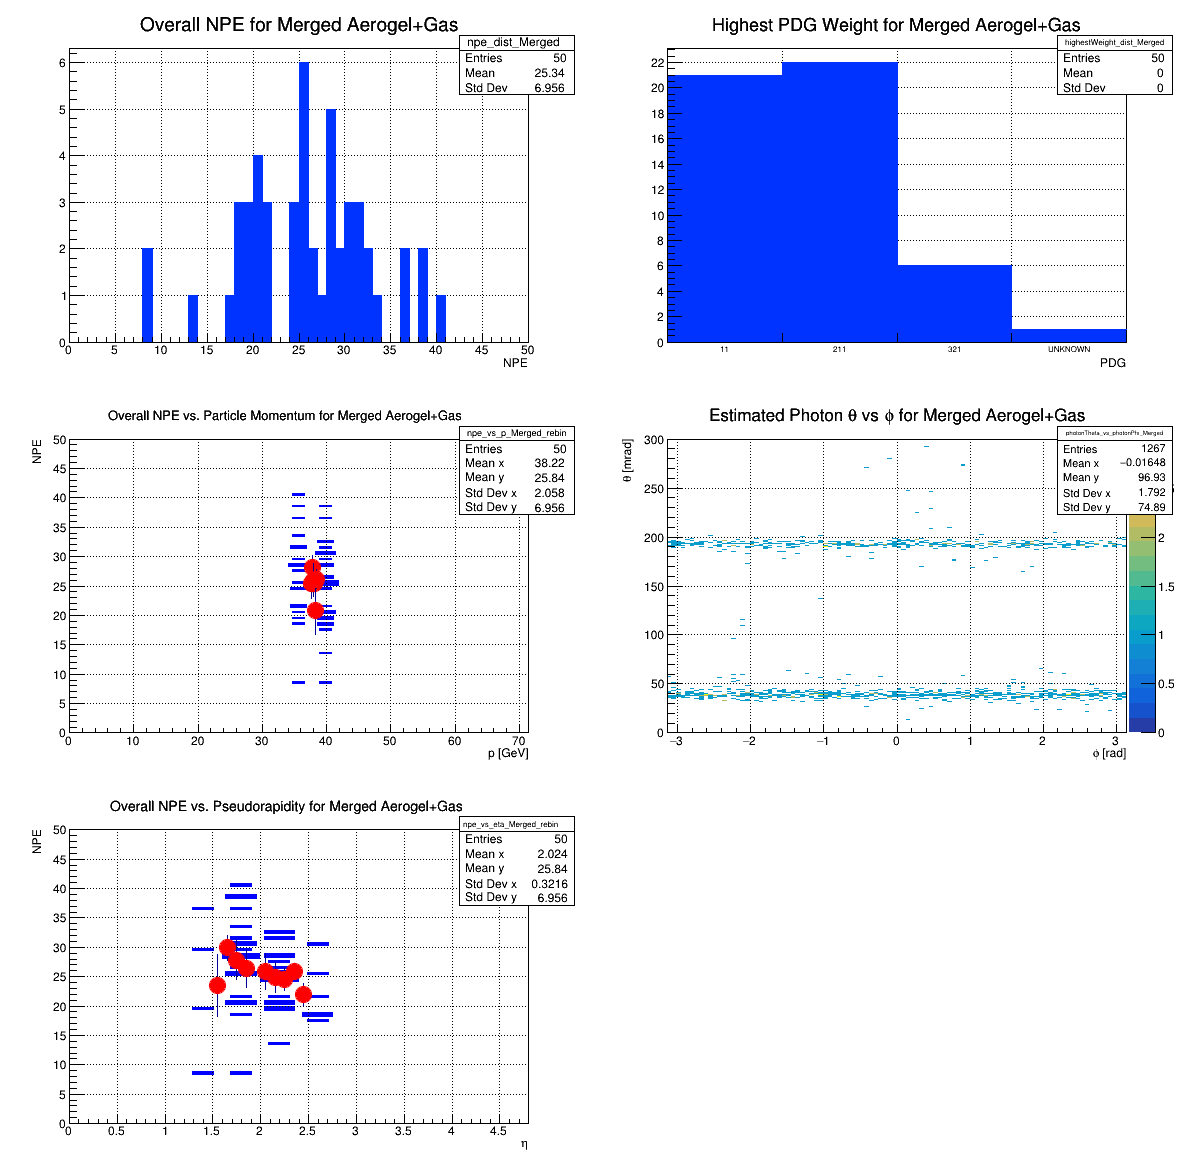 Overall NPE for Merged Aerogel+Gas
npe_dist_Merged
Entries 50
Mean 25.34
Std Dev 6.956
6
5
4
3
2
1
0
0 5 10 15 20 25 30 35 40 45 50
NPE
Highest PDG Weight for Merged Aerogel+Gas
highestWeight_dist_Merged
Entries 50
Mean 0
Std Dev 0
22
20
18
16
14
12
10
8
6
4
2
0
11 211 321 UNKNOWN
PDG
Overall NPE vs. Particle Momentum for Merged Aerogel+Gas
npe_vs_p_Merged_rebin
Entries 50
Mean x 38.22
Mean y 25.84
Std Dev x 2.058
Std Dev y 6.956
NPE
50
45
40
35
30
25
20
15
10
5
0
0 10 20 30 40 50 60 70
p [GeV]
Estimated Photon θ vs ϕ for Merged Aerogel+Gas
photonTheta_vs_photonPhi_Merged
Entries 1267
Mean x −0.01648
Mean y 96.93
Std Dev x 1.792
Std Dev y 74.89
θ [mrad]
300
250
200
150
100
50
0
−3 −2 −1 0 1 2 3
ϕ [rad]
2
1.5
1
0.5
0
Overall NPE vs. Pseudorapidity for Merged Aerogel+Gas
npe_vs_eta_Merged_rebin
Entries 50
Mean x 2.024
Mean y 25.84
Std Dev x 0.3216
Std Dev y 6.956
NPE
50
45
40
35
30
25
20
15
10
5
0
0 0.5 1 1.5 2 2.5 3 3.5 4 4.5
η